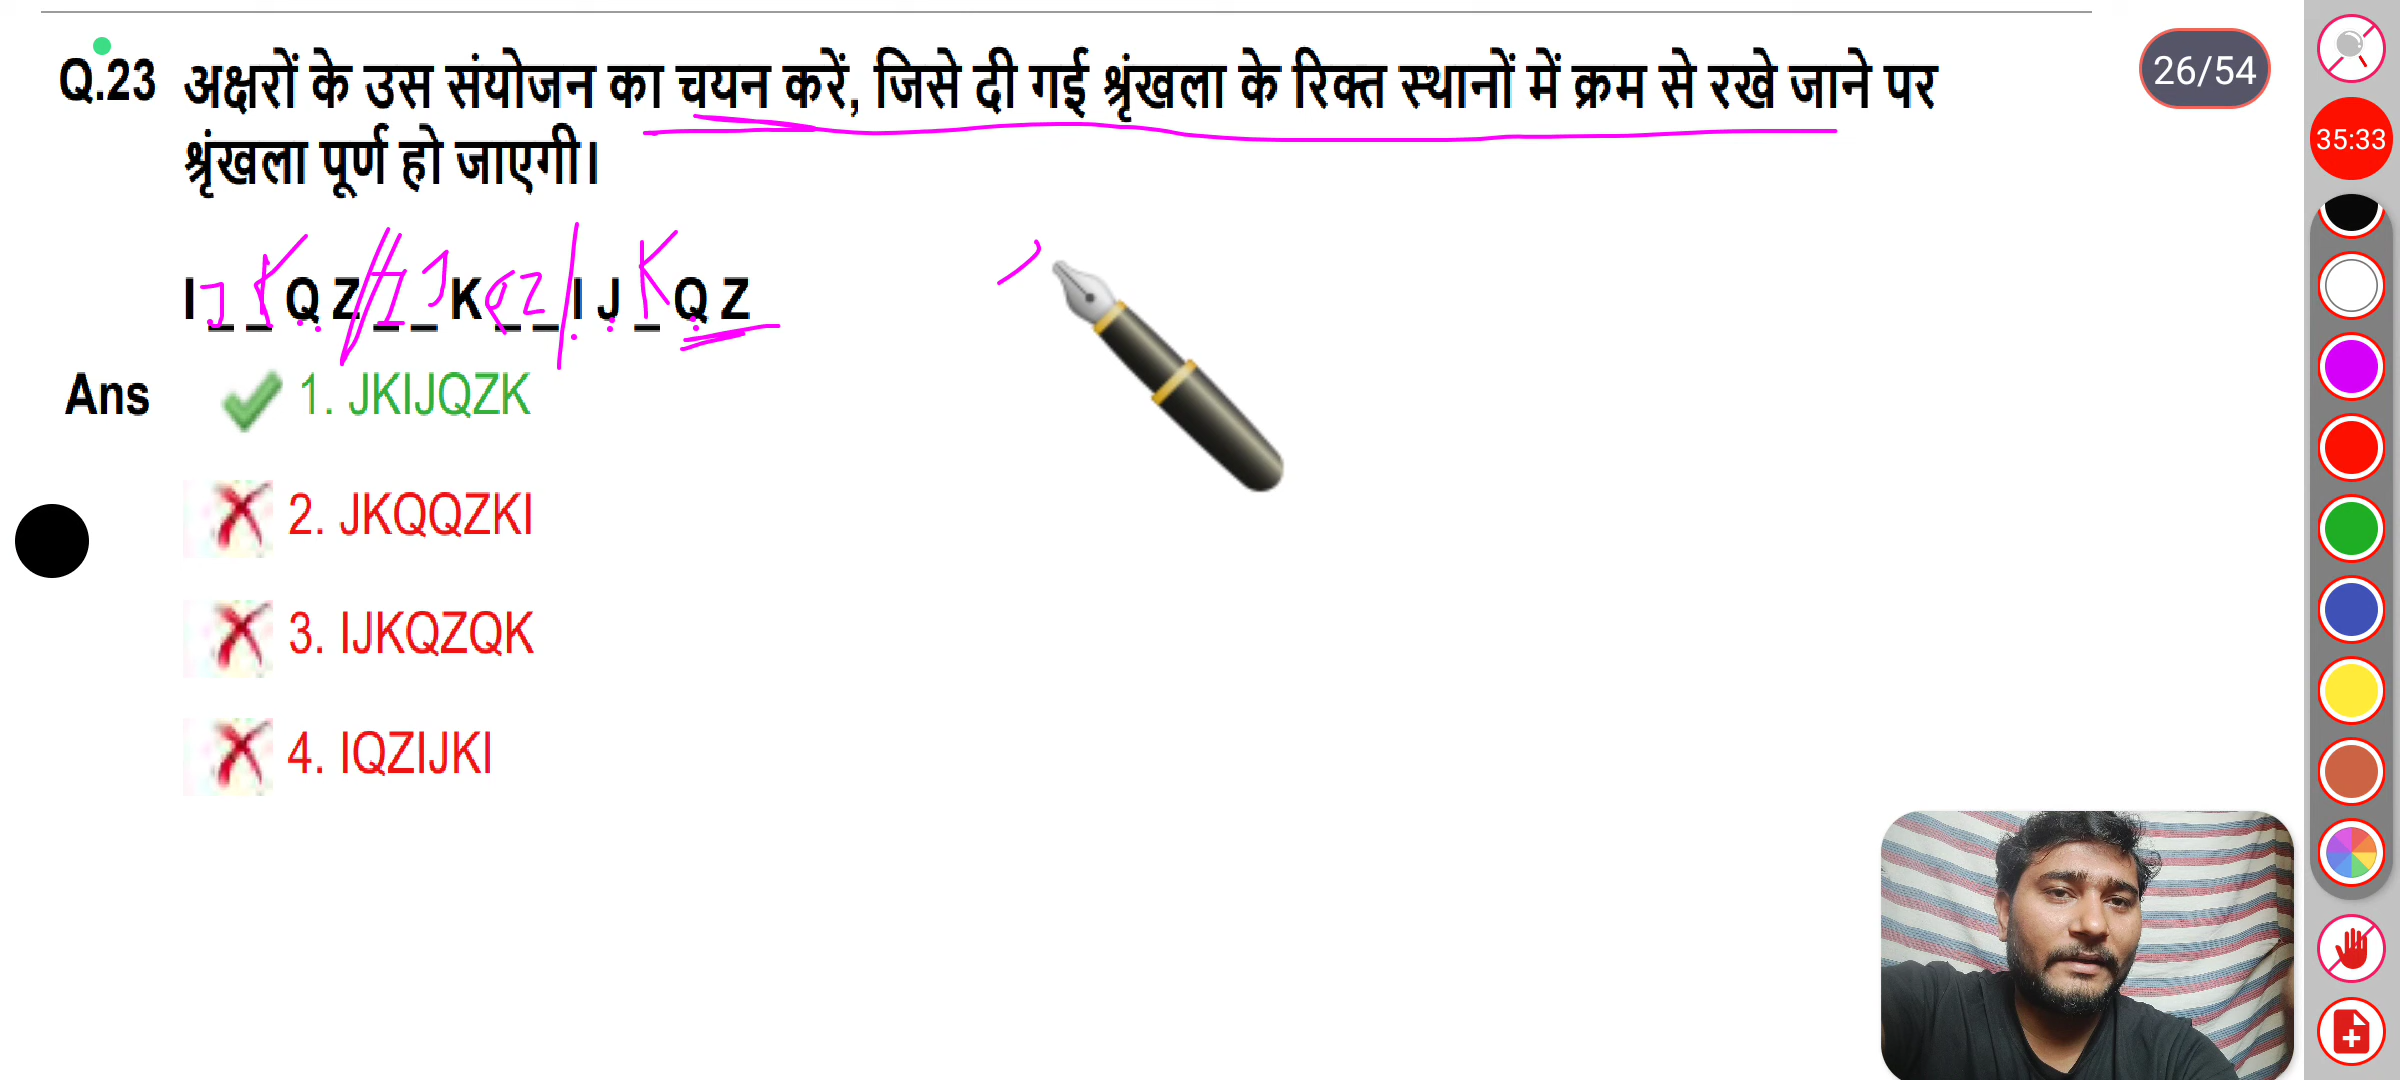 Q.23 अक्षरों के उस संयोजन का चयन करें, जिसे दी गई श्रृंखला के रिक्त स्थानों में क्रम से रखे जाने पर
श्रृंखला पूर्ण हो जाएगी।
26/54
35:33
J K I J Q Z K
I _ _ Q Z _ _ K _ _ I J _ Q Z
Ans 1. JKIJQZK
2. JKQQZKI
3. IJKQZQK
4. IQZIJKI